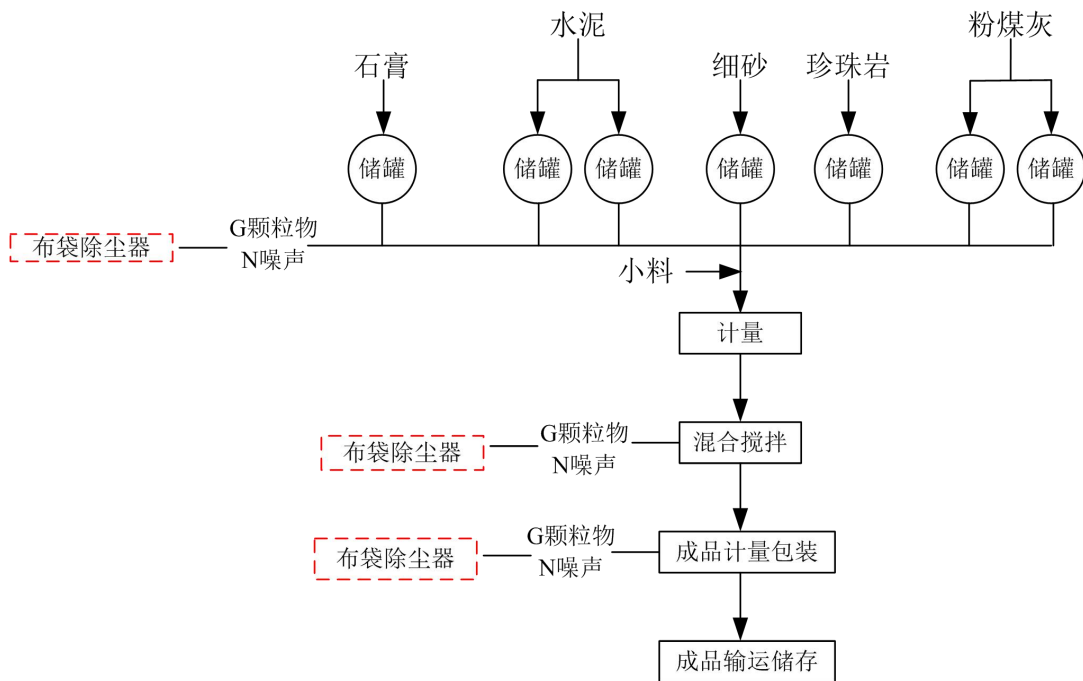 水泥
粉煤灰
石膏
细砂
珍珠岩
储罐
储罐
储罐
储罐
储罐
储罐
储罐
布袋除尘器
G颗粒物
N噪声
小料
计量
布袋除尘器
G颗粒物
N噪声
混合搅拌
布袋除尘器
G颗粒物
N噪声
成品计量包装
成品输运储存